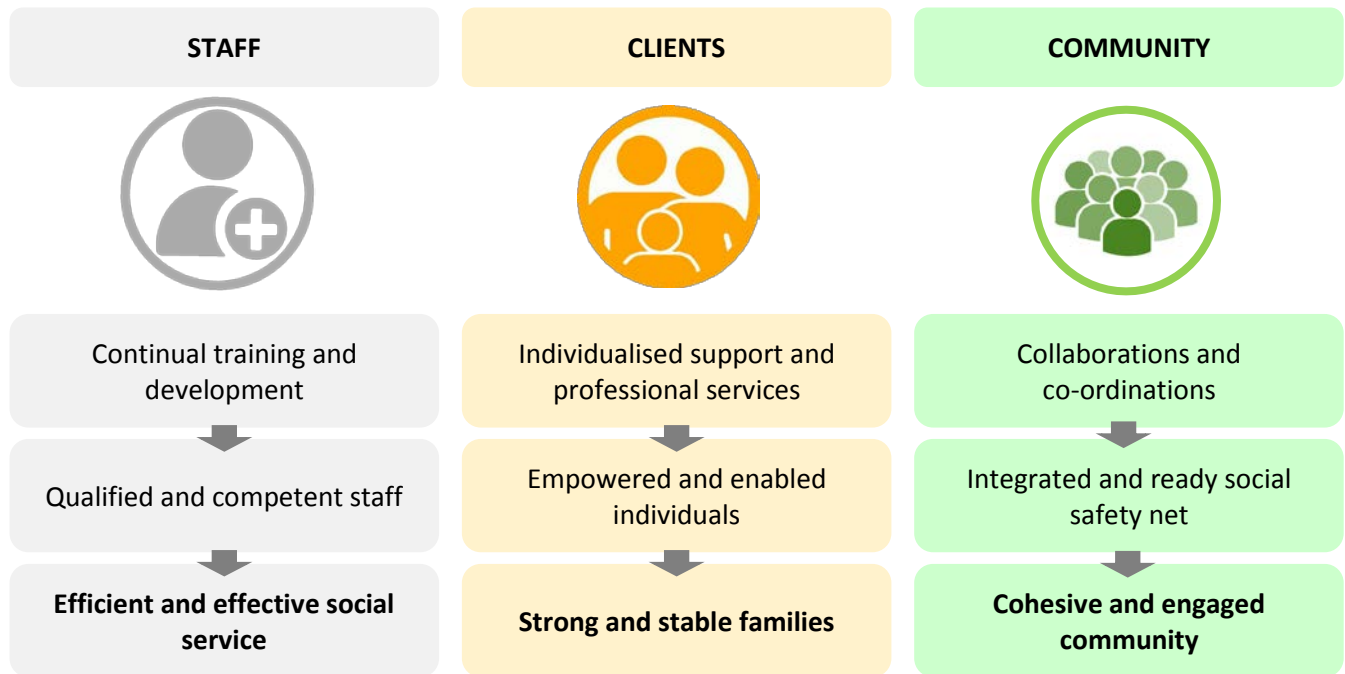 STAFF
CLIENTS
COMMUNITY
Continual training and
development
Individualised support and
professional services
Collaborations and
co-ordinations
Qualified and competent staff
Empowered and enabled
individuals
Integrated and ready social
safety net
Efficient and effective social
service
Strong and stable families
Cohesive and engaged
community